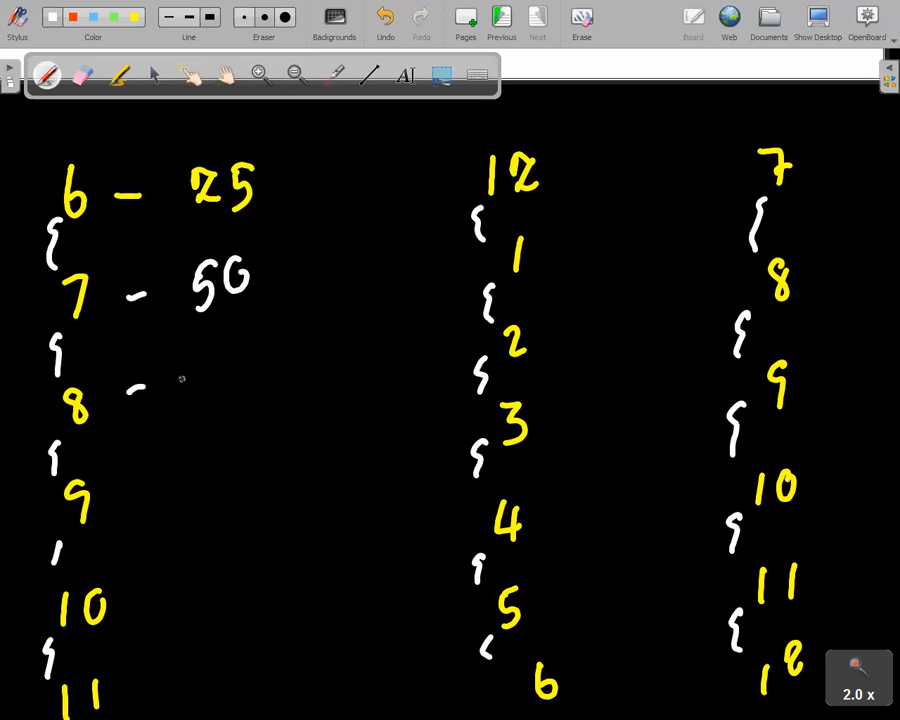 Stylus
Color
Line
Eraser
Backgrounds
Undo
Redo
Pages
Previous
Next
Erase
Board
Web
Documents
Show Desktop
OpenBoard
6 - 25
7 - 50
8 -
9
10
11
12
1
2
3
4
5
6
7
8
9
10
11
12
2.0 x